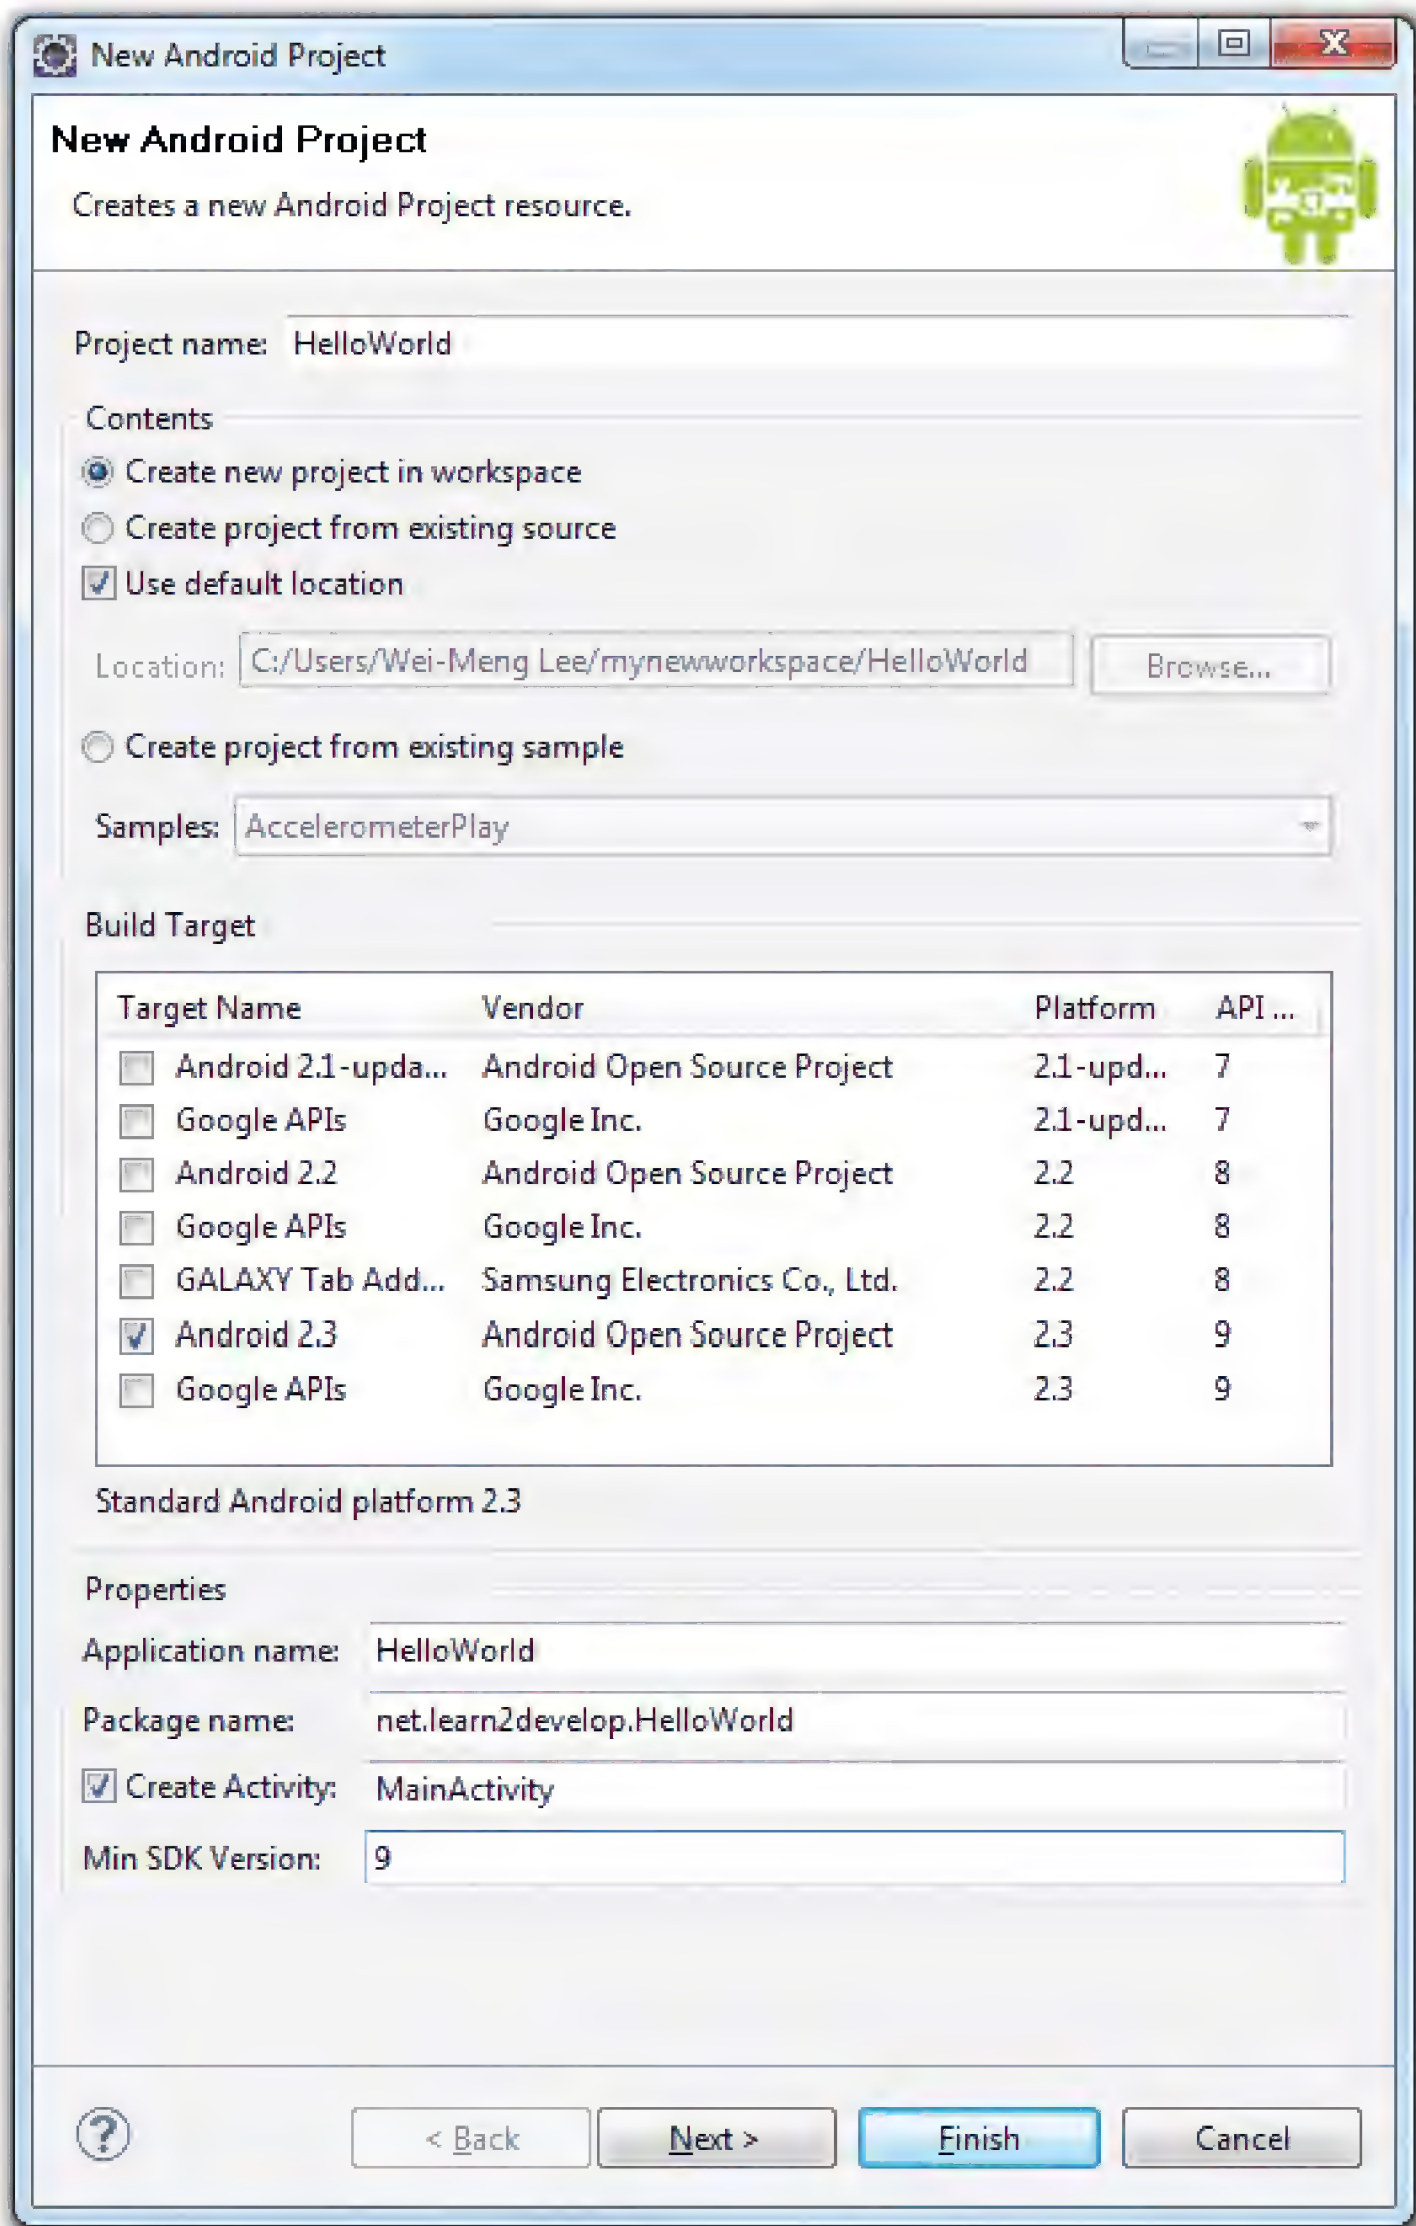 New Android Project
New Android Project
Creates a new Android Project resource.
Project name: HelloWorld
Contents
Create new project in workspace
Create project from existing source
Use default location
Location: C:/Users/Wei-Meng Lee/mynewworkspace/HelloWorld Browse...
Create project from existing sample
Samples: AccelerometerPlay
Build Target
Target Name Vendor Platform API ...
Android 2.1-upda... Android Open Source Project 2.1-upd... 7
Google APIs Google Inc. 2.1-upd... 7
Android 2.2 Android Open Source Project 2.2 8
Google APIs Google Inc. 2.2 8
GALAXY Tab Add... Samsung Electronics Co., Ltd. 2.2 8
Android 2.3 Android Open Source Project 2.3 9
Google APIs Google Inc. 2.3 9
Standard Android platform 2.3
Properties
Application name: HelloWorld
Package name: net.learn2develop.HelloWorld
Create Activity: MainActivity
Min SDK Version: 9
? < Back Next > Finish Cancel